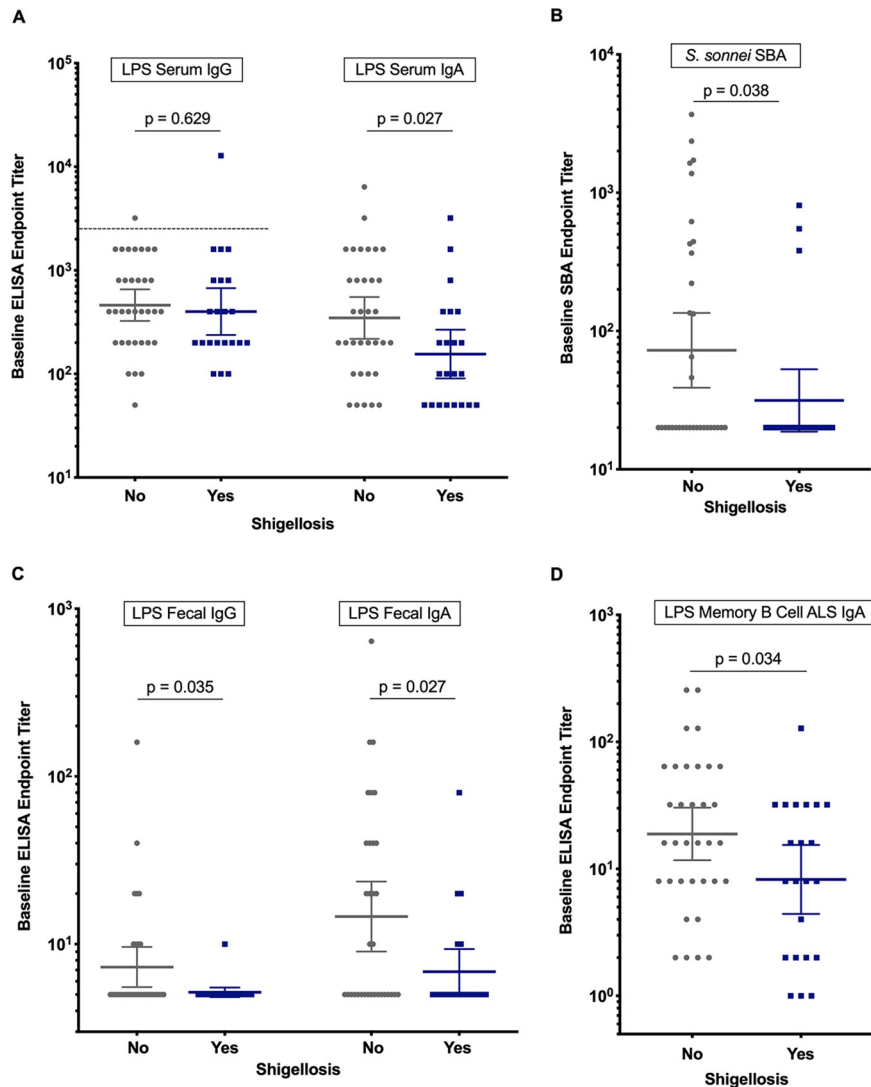 A
LPS Serum IgG
LPS Serum IgA
p = 0.629
p = 0.027
Baseline ELISA Endpoint Titer
10⁵
10⁴
10³
10²
10¹
No
Yes
No
Yes
Shigellosis
B
S. sonnei SBA
p = 0.038
Baseline SBA Endpoint Titer
10⁴
10³
10²
10¹
No
Yes
Shigellosis
C
LPS Fecal IgG
LPS Fecal IgA
p = 0.035
p = 0.027
Baseline ELISA Endpoint Titer
10³
10²
10¹
No
Yes
No
Yes
Shigellosis
D
LPS Memory B Cell ALS IgA
p = 0.034
Baseline ELISA Endpoint Titer
10³
10²
10¹
10⁰
No
Yes
Shigellosis